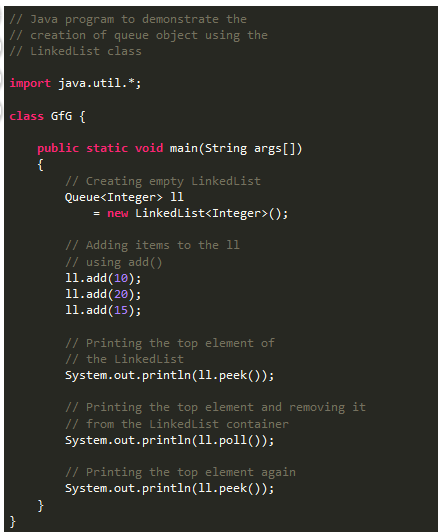 // Java program to demonstrate the
// creation of queue object using the
// LinkedList class
import java.util.*;
class GfG {
public static void main(String args[])
{
// Creating empty LinkedList
Queue<Integer> ll
= new LinkedList<Integer>();
// Adding items to the ll
// using add()
ll.add(10);
ll.add(20);
ll.add(15);
// Printing the top element of
// the LinkedList
System.out.println(ll.peek());
// Printing the top element and removing it
// from the LinkedList container
System.out.println(ll.poll());
// Printing the top element again
System.out.println(ll.peek());
}
}